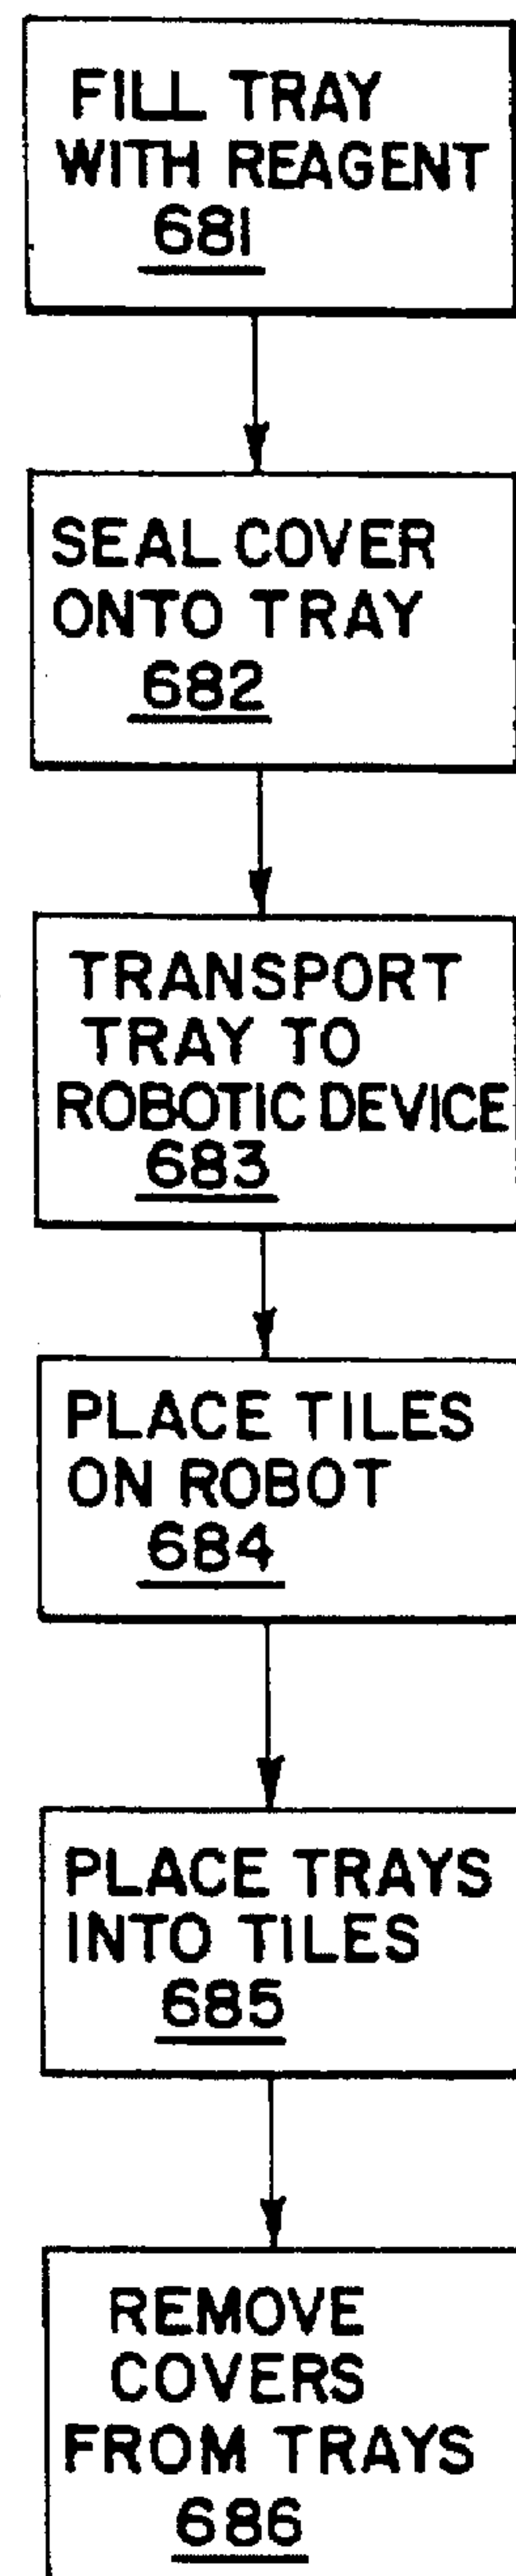 FILL TRAY
WITH REAGENT
681
SEAL COVER
ONTO TRAY
682
TRANSPORT
TRAY TO
ROBOTIC DEVICE
683
PLACE TILES
ON ROBOT
684
PLACE TRAYS
INTO TILES
685
REMOVE
COVERS
FROM TRAYS
686